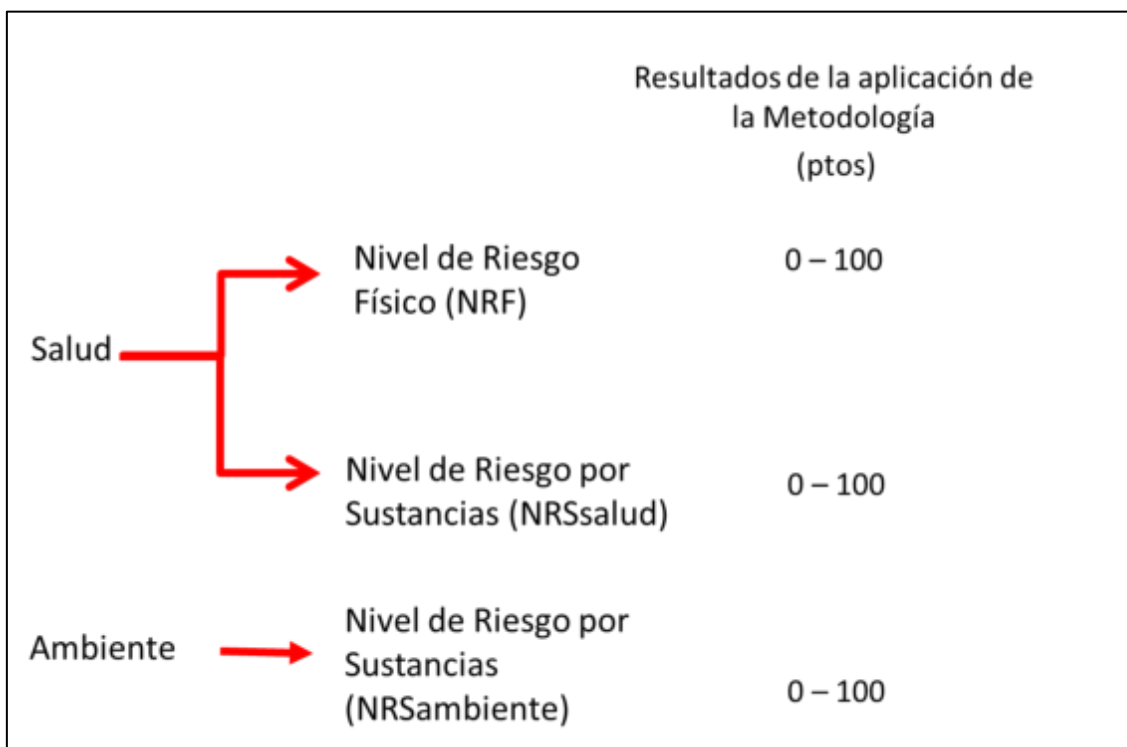 Resultados de la aplicación de
la Metodología
(ptos)
Salud
Nivel de Riesgo
Físico (NRF)
0 – 100
Nivel de Riesgo por
Sustancias (NRSsalud)
0 – 100
Ambiente
Nivel de Riesgo por
Sustancias
(NRSambiente)
0 – 100